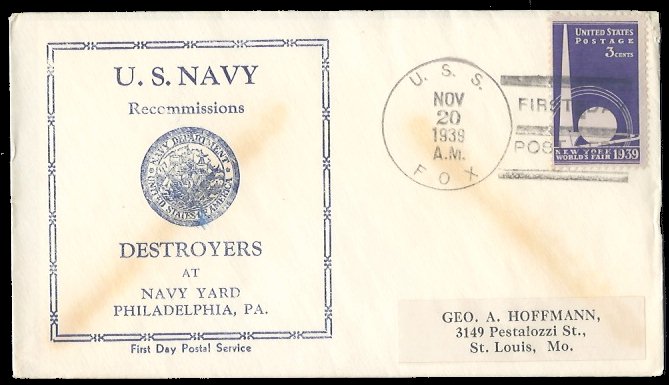 U. S. NAVY
Recommissions
NAVY DEPARTMENT
UNITED STATES OF AMERICA
DESTROYERS
AT
NAVY YARD
PHILADELPHIA, PA.
First Day Postal Service
U. S. S.
NOV
20
1939
A.M.
FOX
FIRST
POS
UNITED STATES
POSTAGE
3 CENTS
NEW YORK
WORLD'S FAIR 1939
GEO. A. HOFFMANN,
3149 Pestalozzi St.,
St. Louis, Mo.